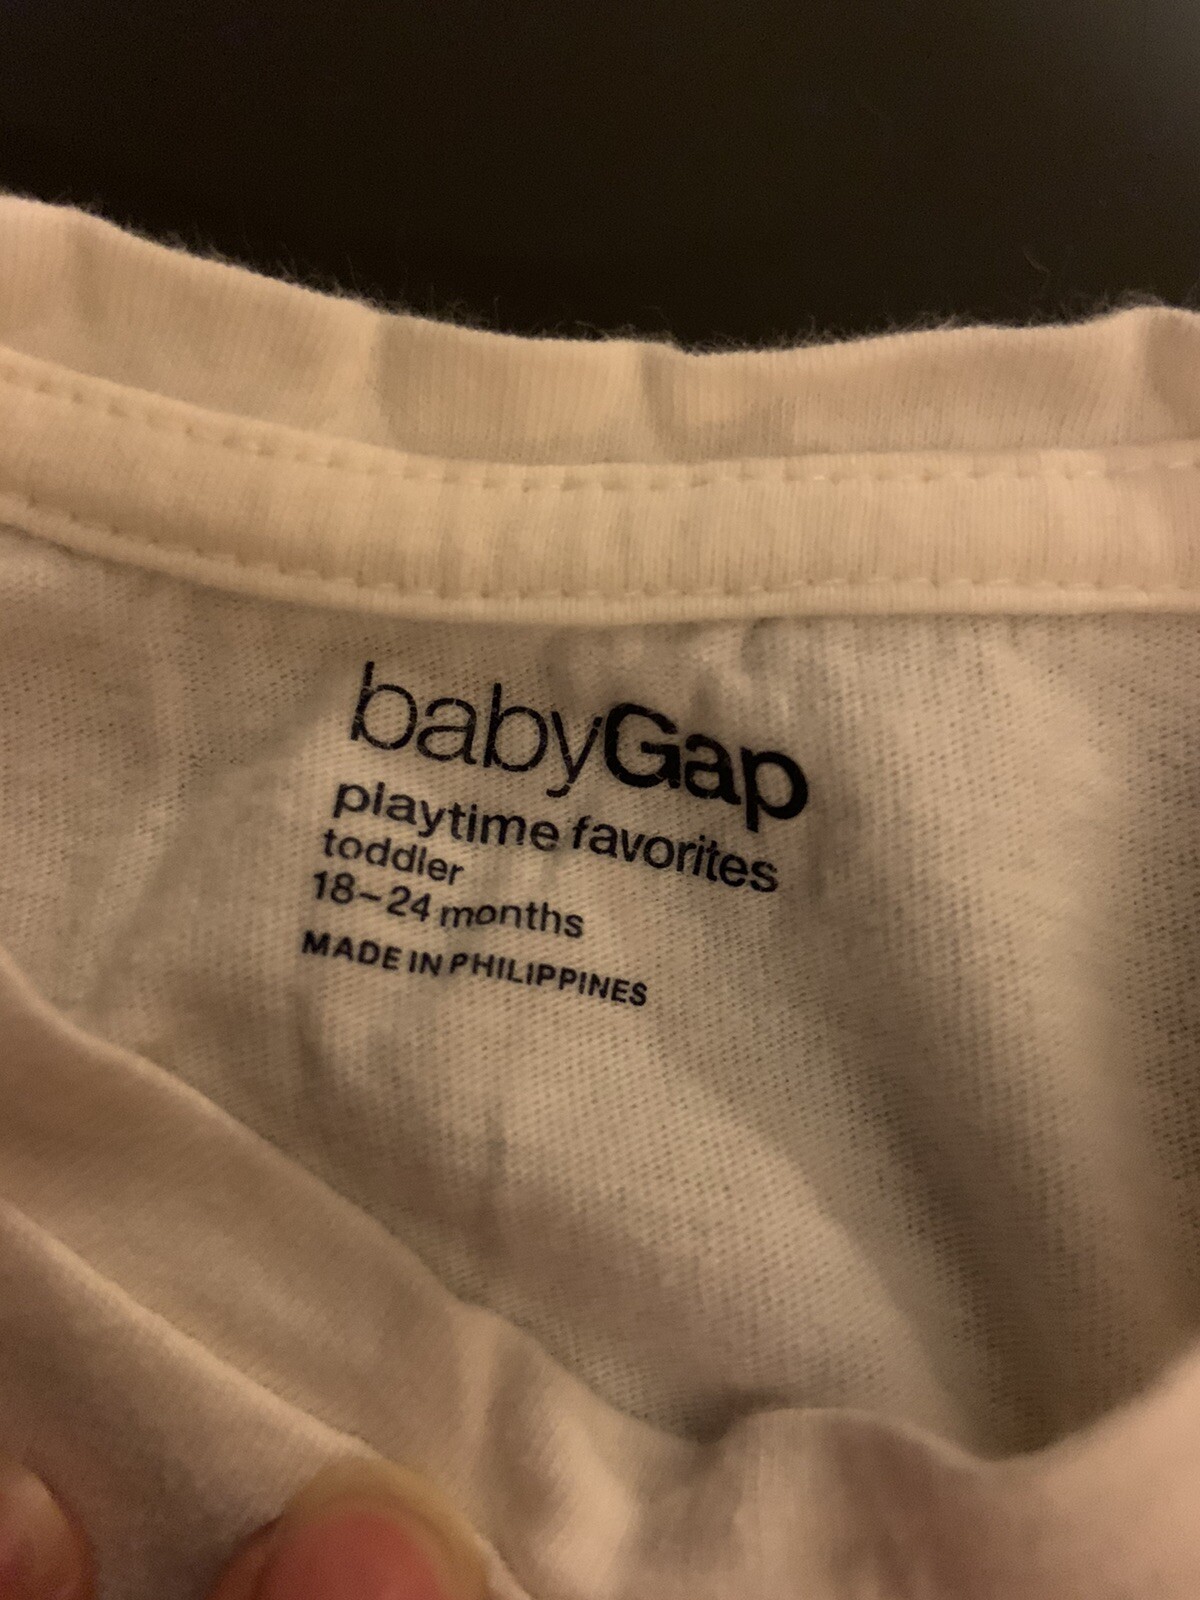 babyGap
playtime favorites
toddler
18-24 months
MADE IN PHILIPPINES